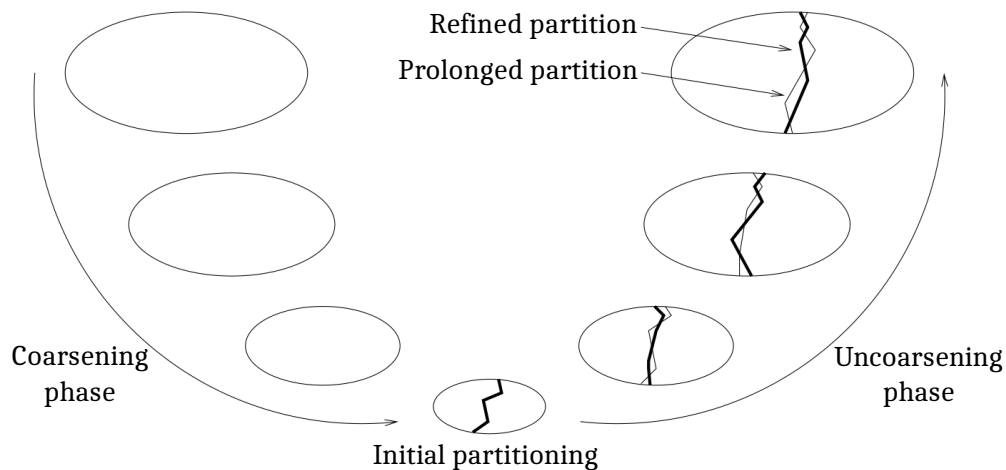 Refined partition
Prolonged partition
Coarsening
phase
Uncoarsening
phase
Initial partitioning